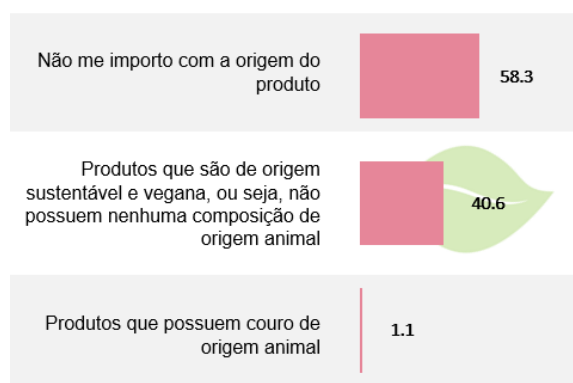 Não me importo com a origem do
produto
58.3
Produtos que são de origem
sustentável e vegana, ou seja, não
possuem nenhuma composição de
origem animal
40.6
Produtos que possuem couro de
origem animal
1.1